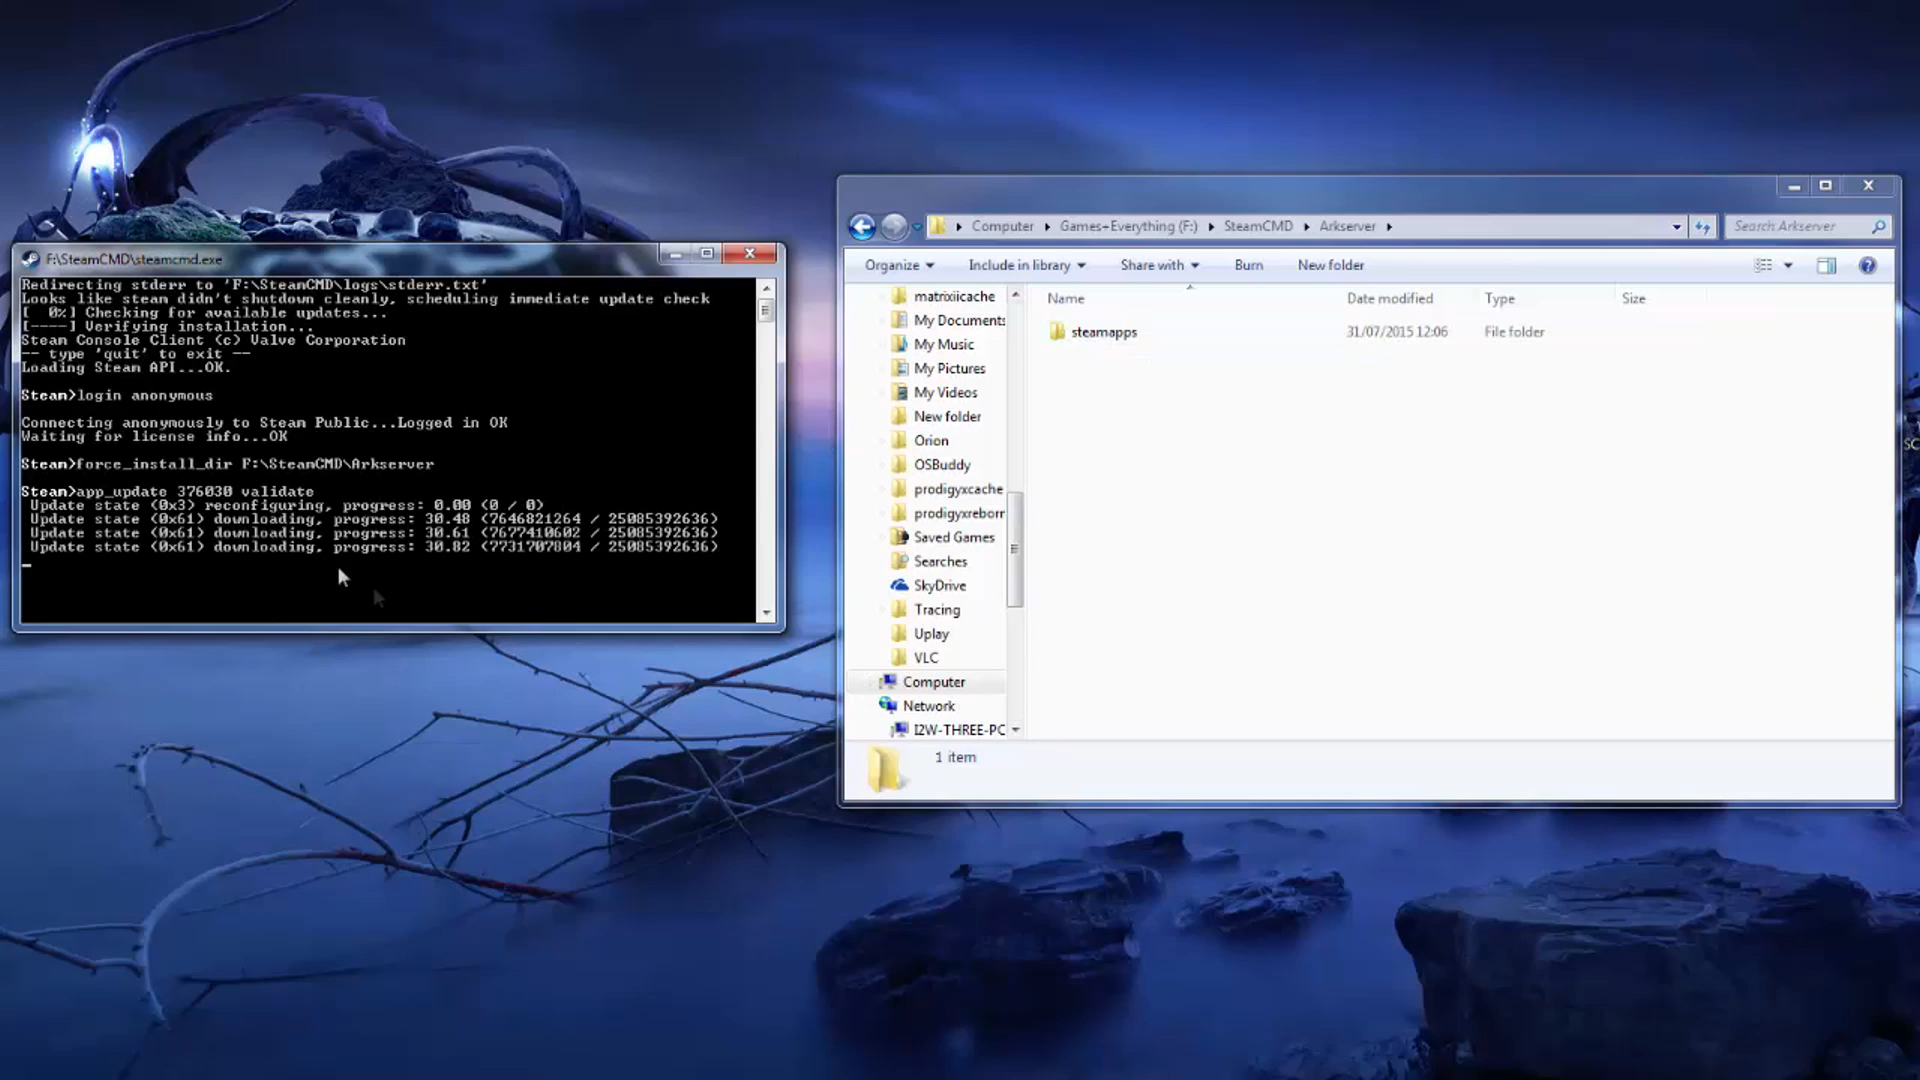 F:\SteamCMD\steamcmd.exe
Redirecting stderr to 'F:\SteamCMD\logs\stderr.txt'
Looks like steam didn't shutdown cleanly, scheduling immediate update check
[  0%] Checking for available updates...
[----] Verifying installation...
Steam Console Client (c) Valve Corporation
-- type 'quit' to exit --
Loading Steam API...OK.
Steam>login anonymous
Connecting anonymously to Steam Public...Logged in OK
Waiting for license info...OK
Steam>force_install_dir F:\SteamCMD\Arkserver
Steam>app_update 376030 validate
Update state (0x3) reconfiguring, progress: 0.00 (0 / 0)
Update state (0x61) downloading, progress: 30.48 (7646821264 / 25085392636)
Update state (0x61) downloading, progress: 30.61 (7677410602 / 25085392636)
Update state (0x61) downloading, progress: 30.82 (7731707804 / 25085392636)
Computer Games+Everything (F:) SteamCMD Arkserver
Search Arkserver
Organize Include in library Share with Burn New folder
Name Date modified Type Size
steamapps 31/07/2015 12:06 File folder
matrixiicache
My Documents
My Music
My Pictures
My Videos
New folder
Orion
OSBuddy
prodigyxcache
prodigyxreborr
Saved Games
Searches
SkyDrive
Tracing
Uplay
VLC
Computer
Network
I2W-THREE-PC
1 item
SC